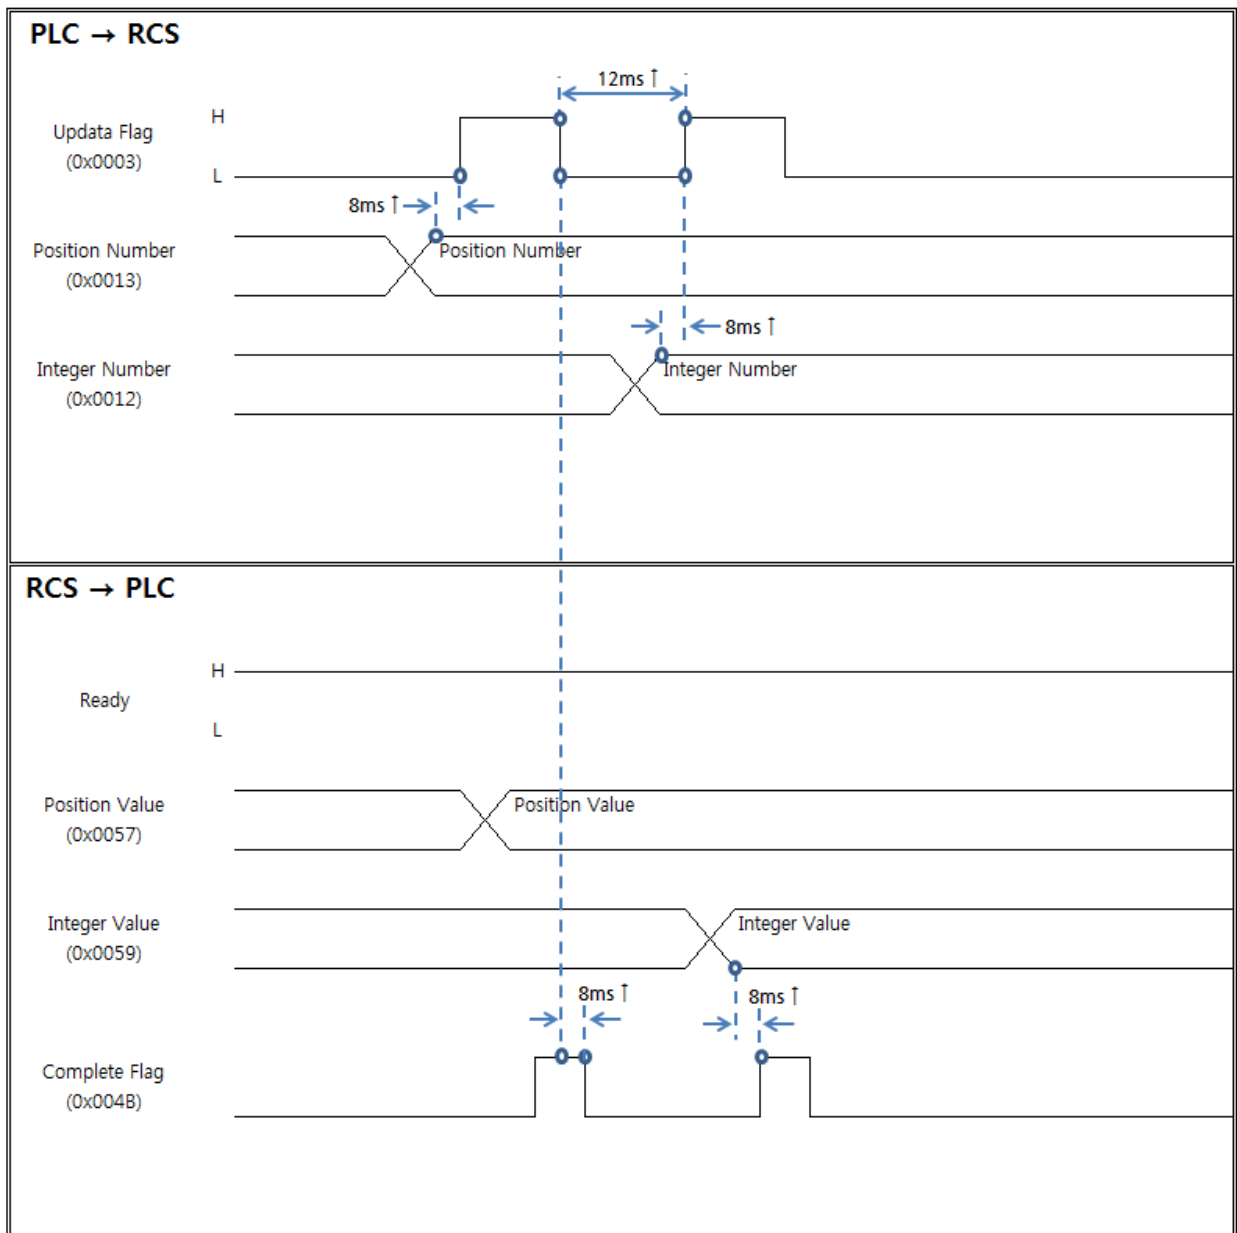 PLC → RCS
12ms↑
H
Updata Flag
(0x0003)
L
8ms↑
Position Number
Position Number
(0x0013)
8ms↑
Integer Number
Integer Number
(0x0012)
RCS → PLC
H
Ready
L
Position Value
Position Value
(0x0057)
Integer Value
Integer Value
(0x0059)
8ms↑
8ms↑
Complete Flag
(0x004B)